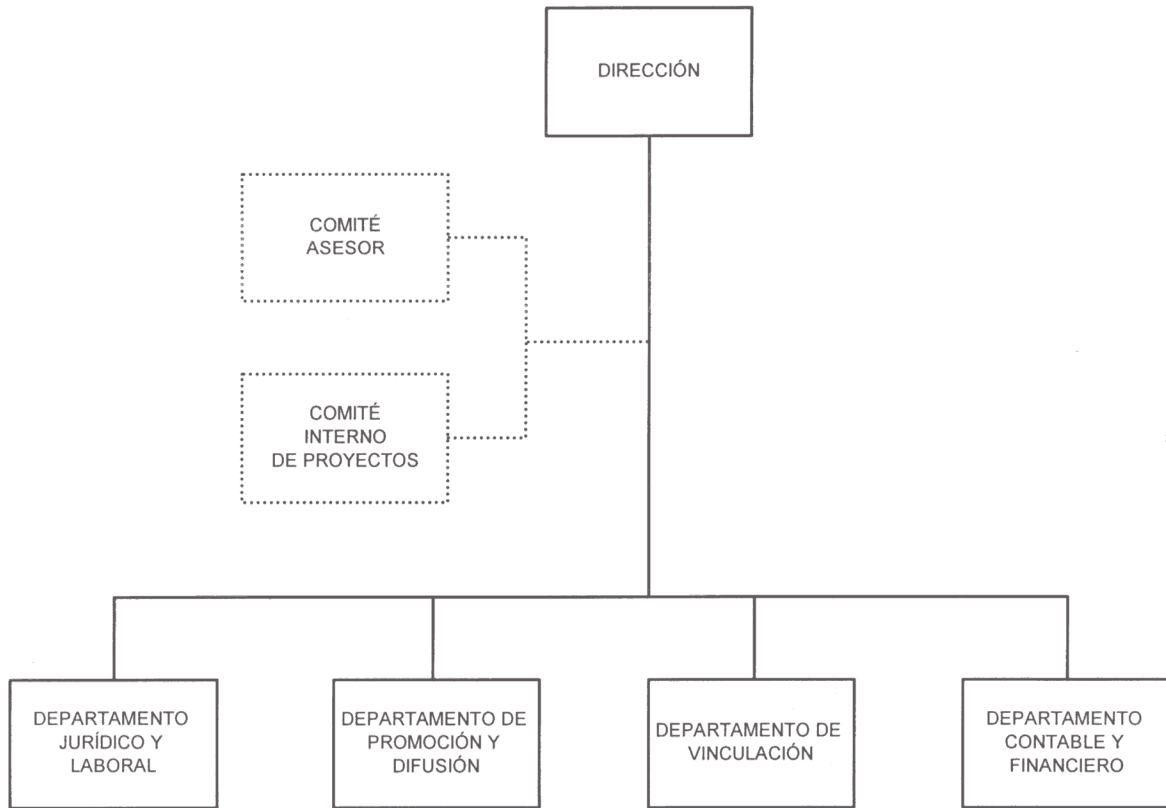 DIRECCIÓN
COMITÉ
ASESOR
COMITÉ
INTERNO
DE PROYECTOS
DEPARTAMENTO
JURÍDICO Y
LABORAL
DEPARTAMENTO DE
PROMOCIÓN Y
DIFUSIÓN
DEPARTAMENTO DE
VINCULACIÓN
DEPARTAMENTO
CONTABLE Y
FINANCIERO